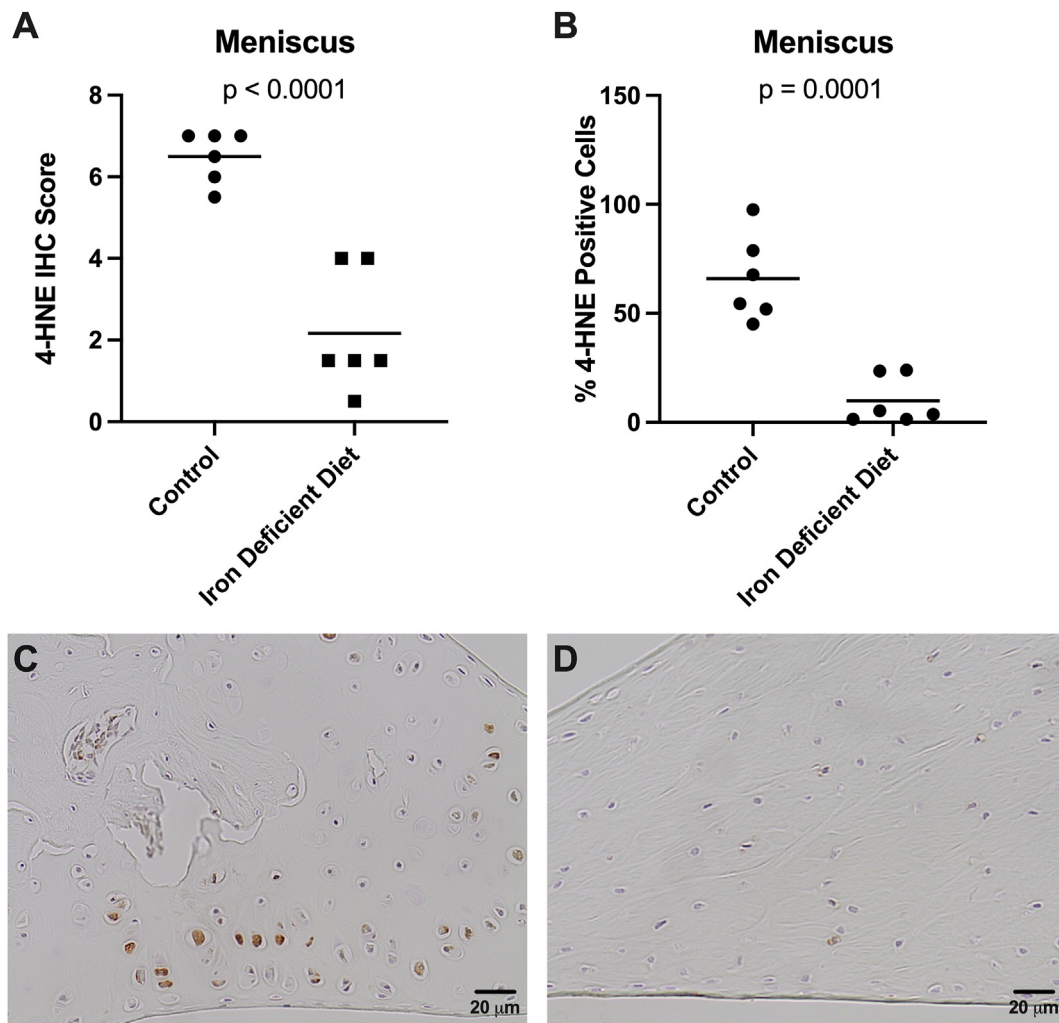 A
Meniscus
p < 0.0001
4-HNE IHC Score
8
6
4
2
0
Control
Iron Deficient Diet
B
Meniscus
p = 0.0001
% 4-HNE Positive Cells
150
100
50
0
Control
Iron Deficient Diet
C
20 μm
D
20 μm